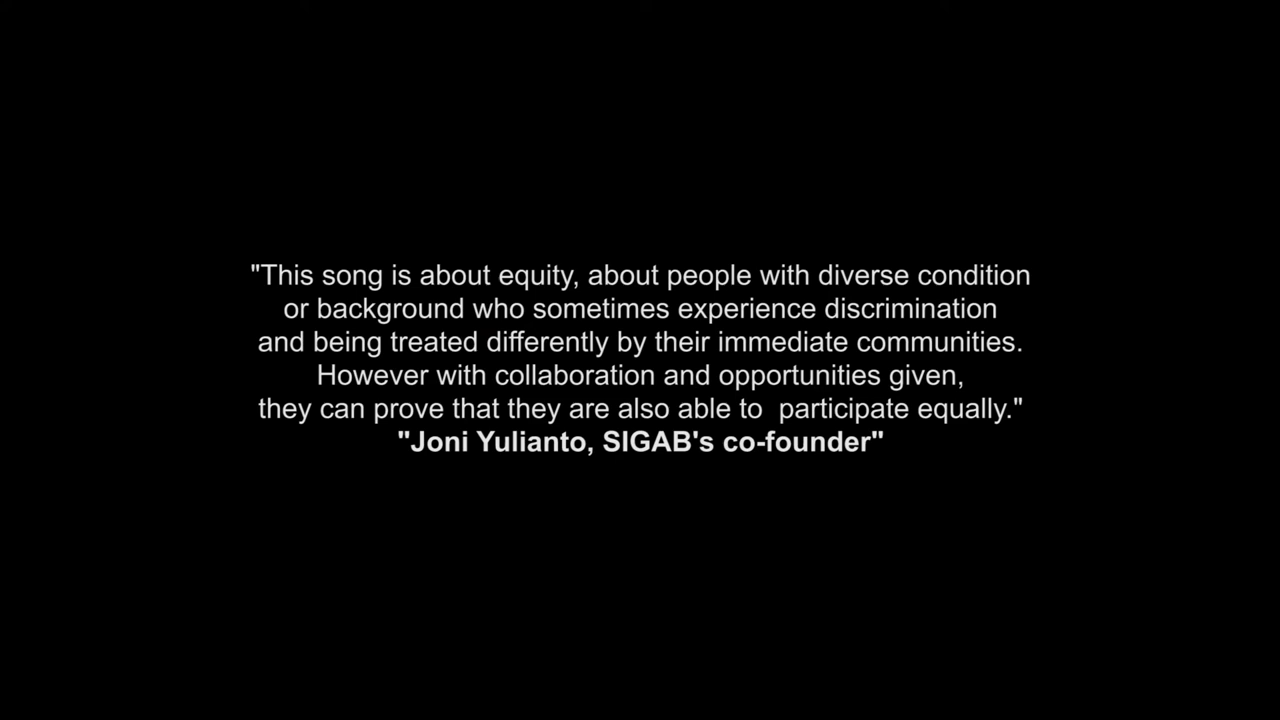 "This song is about equity, about people with diverse condition
or background who sometimes experience discrimination
and being treated differently by their immediate communities.
However with collaboration and opportunities given,
they can prove that they are also able to  participate equally."
"Joni Yulianto, SIGAB's co-founder"